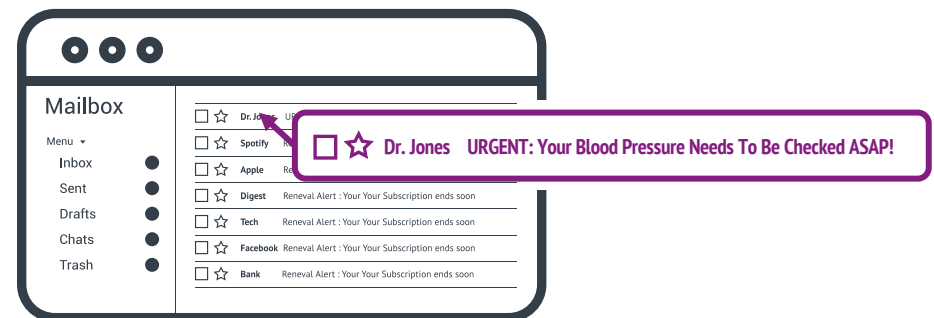 Mailbox
Menu
Inbox
Sent
Drafts
Chats
Trash
Dr. Jones URGENT: Your Blood Pressure Needs To Be Checked ASAP!
Spotify
Apple
Digest Reneval Alert : Your Your Subscription ends soon
Tech Reneval Alert : Your Your Subscription ends soon
Facebook Reneval Alert : Your Your Subscription ends soon
Bank Reneval Alert : Your Your Subscription ends soon